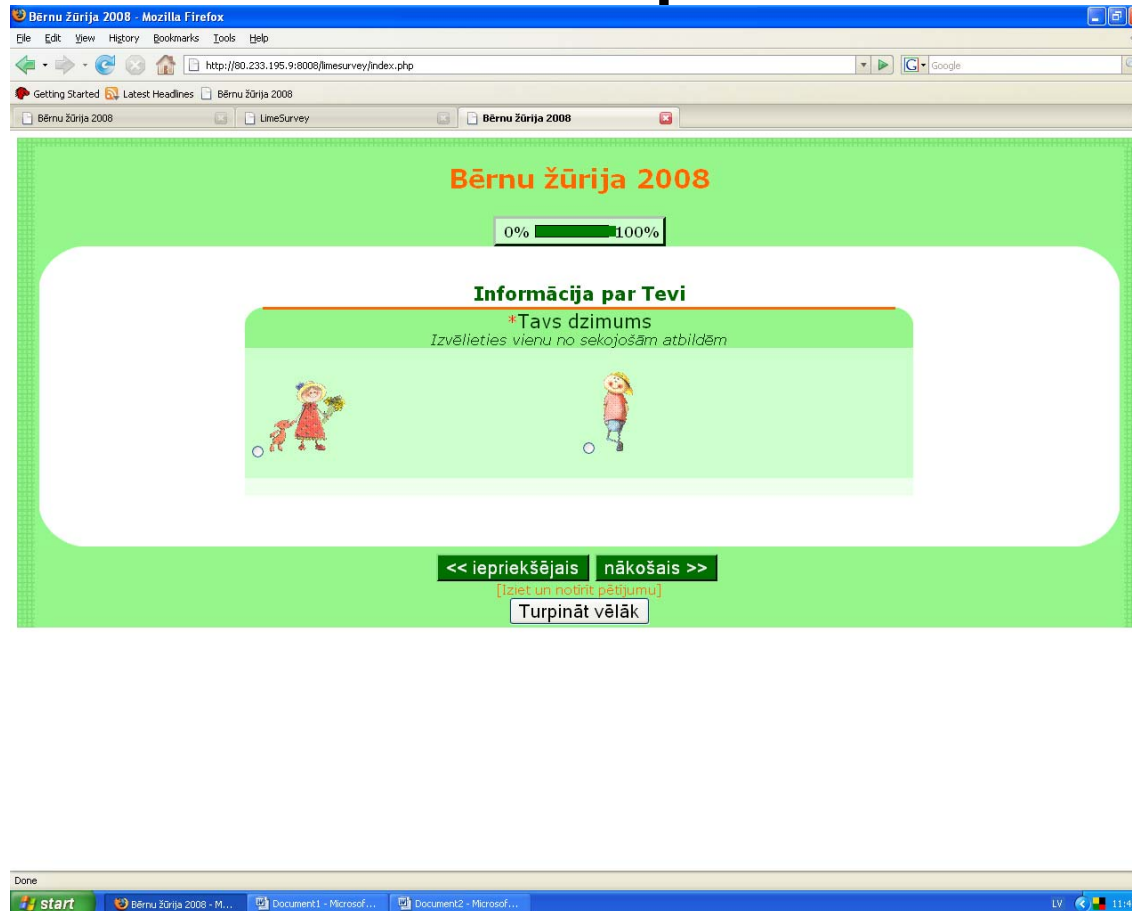 Bērnu žūrija 2008 - Mozilla Firefox
File Edit View History Bookmarks Tools Help
http://80.233.195.9:8008/limesurvey/index.php
Google
Getting Started Latest Headlines Bērnu žūrija 2008
Bērnu žūrija 2008 LimeSurvey Bērnu žūrija 2008
Bērnu žūrija 2008
0% 100%
Informācija par Tevi
*Tavs dzimums
Izvēlieties vienu no sekojošām atbildēm
<< iepriekšējais nākošais >>
[Iziet un notīrīt pētījumu]
Turpināt vēlāk
Done
start Bērnu žūrija 2008 - M... Document1 - Microsof... Document2 - Microsof... LV